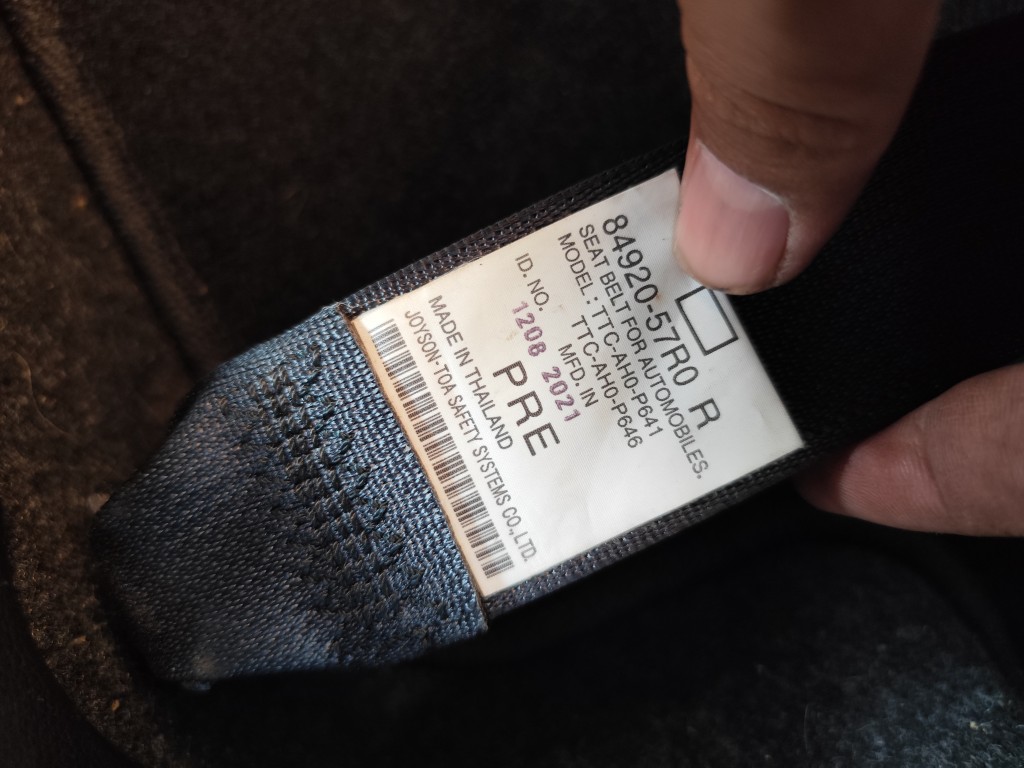 84920-57R0 R
SEAT BELT FOR AUTOMOBILES.
MODEL : TTC-AH0-P641
TTC-AH0-P646
MFD. IN
ID. NO. 1208 2021
PRE
MADE IN THAILAND
JOYSON-TOA SAFETY SYSTEMS CO., LTD.